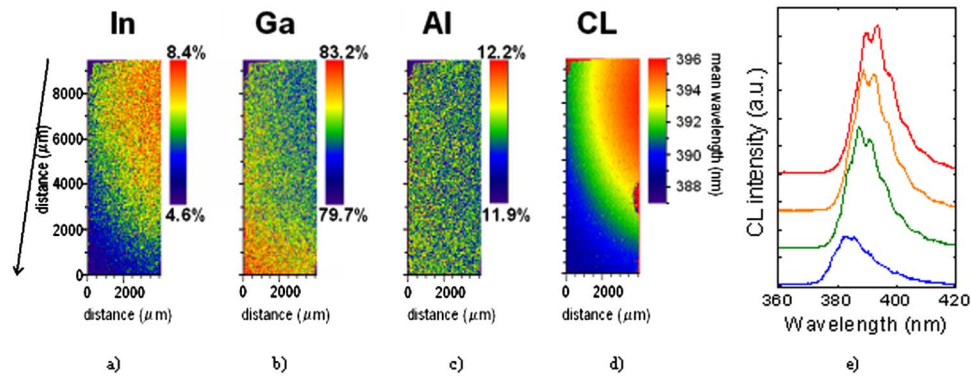 In
Ga
Al
CL
8.4%
83.2%
12.2%
396
394
392
390
388
mean wavelength (nm)
4.6%
79.7%
11.9%
8000
6000
4000
2000
0
distance (μm)
0 2000
distance (μm)
0 2000
distance (μm)
0 2000
distance (μm)
0 2000
distance (μm)
CL intensity (a.u.)
360 380 400 420
Wavelength (nm)
a)
b)
c)
d)
e)